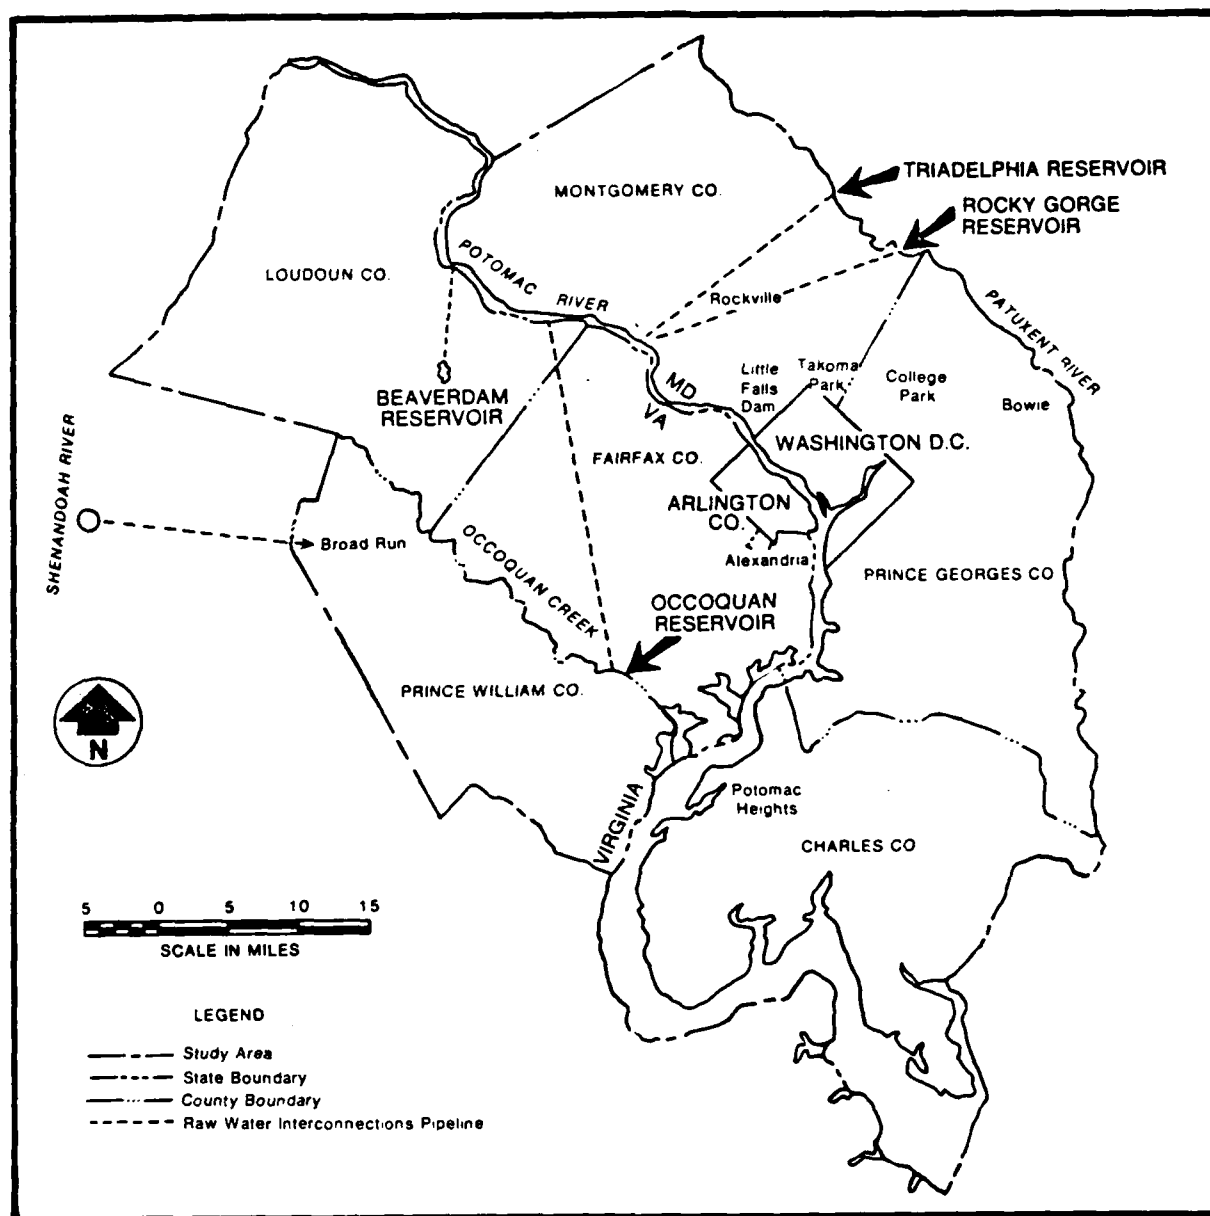 TRIADELPHIA RESERVOIR
MONTGOMERY CO.
ROCKY GORGE
RESERVOIR
LOUDOUN CO.
POTOMAC
RIVER
Rockville
PATUXENT RIVER
BEAVERDAM
RESERVOIR
MD
VA
Little
Falls
Dam
Takoma
Park
College
Park
Bowie
WASHINGTON D.C.
FAIRFAX CO.
ARLINGTON
CO.
Alexandria
SHENANDOAH RIVER
Broad Run
OCCOQUAN CREEK
PRINCE GEORGES CO
OCCOQUAN
RESERVOIR
PRINCE WILLIAM CO.
N
VIRGINIA
Potomac
Heights
CHARLES CO
5 0 5 10 15
SCALE IN MILES
LEGEND
Study Area
State Boundary
County Boundary
Raw Water Interconnections Pipeline